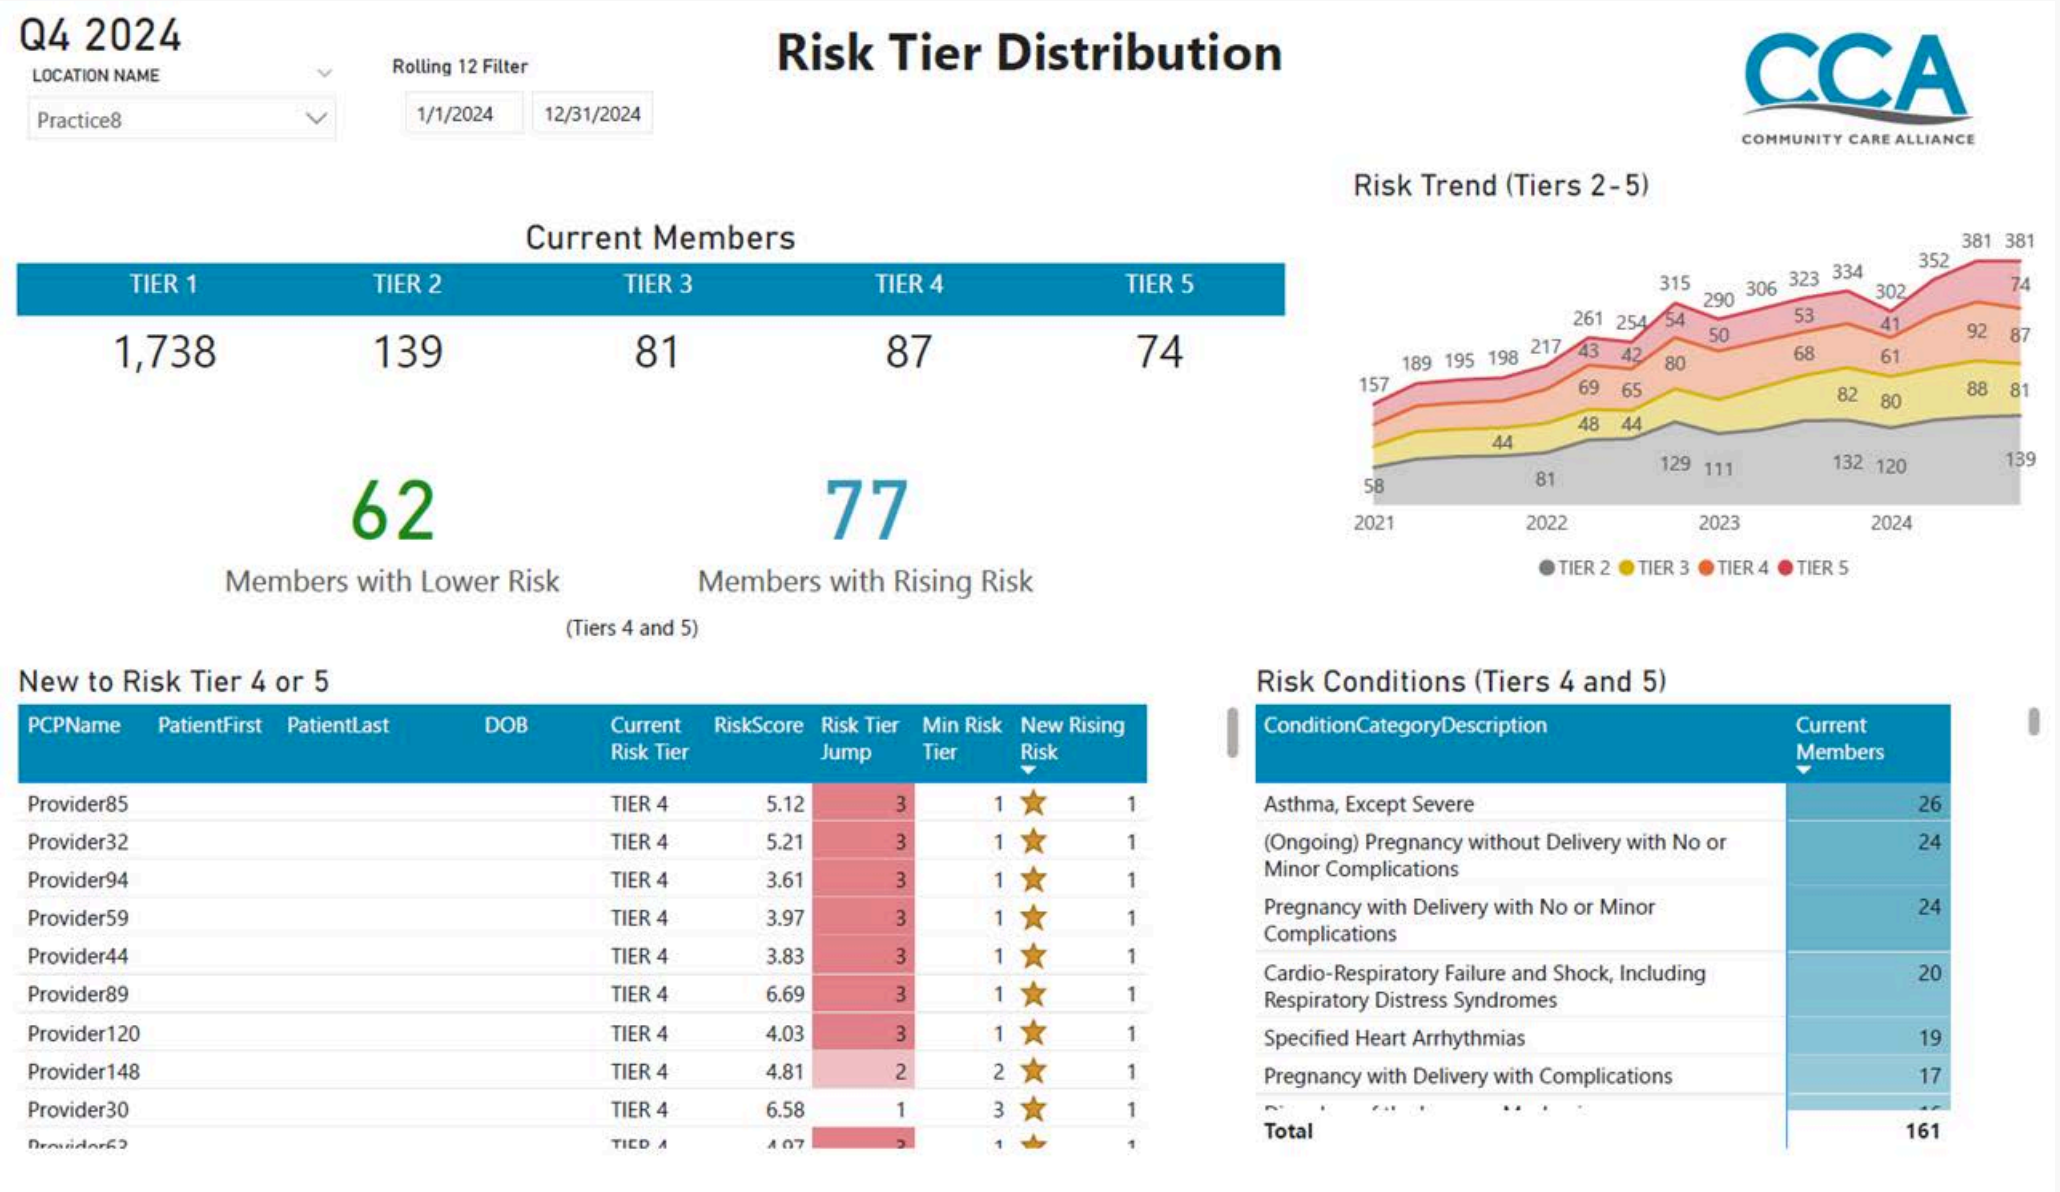 Q4 2024
LOCATION NAME
Practice8
Rolling 12 Filter
1/1/2024 12/31/2024
Risk Tier Distribution
CCA
COMMUNITY CARE ALLIANCE
Current Members
TIER 1 TIER 2 TIER 3 TIER 4 TIER 5
1,738 139 81 87 74
62
Members with Lower Risk
77
Members with Rising Risk
(Tiers 4 and 5)
Risk Trend (Tiers 2-5)
157 189 195 198 217 261 254 315 290 306 323 334 302 352 381 381
43 42 54 50 53 41 74
69 65 80 68 61 92 87
44 48 44 82 80 88 81
58 81 129 111 132 120 139
2021 2022 2023 2024
TIER 2 TIER 3 TIER 4 TIER 5
New to Risk Tier 4 or 5
PCPName PatientFirst PatientLast DOB Current Risk Tier RiskScore Risk Tier Jump Min Risk Tier New Rising Risk
Provider85 TIER 4 5.12 3 1 1
Provider32 TIER 4 5.21 3 1 1
Provider94 TIER 4 3.61 3 1 1
Provider59 TIER 4 3.97 3 1 1
Provider44 TIER 4 3.83 3 1 1
Provider89 TIER 4 6.69 3 1 1
Provider120 TIER 4 4.03 3 1 1
Provider148 TIER 4 4.81 2 2 1
Provider30 TIER 4 6.58 1 3 1
Provider63 TIER 4 4.97 3 1 1
Risk Conditions (Tiers 4 and 5)
ConditionCategoryDescription Current Members
Asthma, Except Severe 26
(Ongoing) Pregnancy without Delivery with No or
Minor Complications 24
Pregnancy with Delivery with No or Minor
Complications 24
Cardio-Respiratory Failure and Shock, Including
Respiratory Distress Syndromes 20
Specified Heart Arrhythmias 19
Pregnancy with Delivery with Complications 17
Total 161